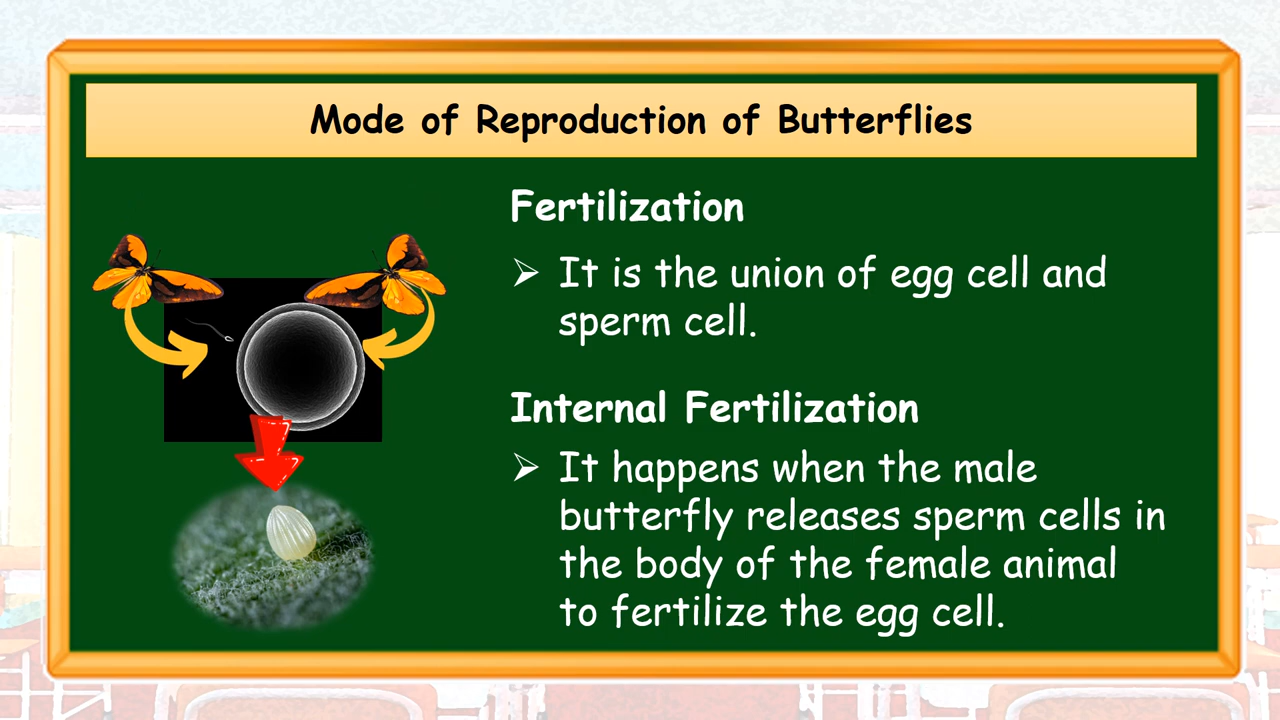 Mode of Reproduction of Butterflies
Fertilization
➢ It is the union of egg cell and
sperm cell.
Internal Fertilization
➢ It happens when the male
butterfly releases sperm cells in
the body of the female animal
to fertilize the egg cell.